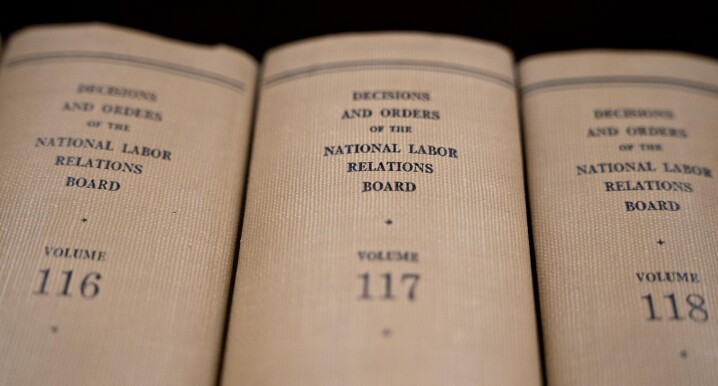 DECISIONS
AND ORDERS
OF THE
NATIONAL LABOR
RELATIONS
BOARD
VOLUME
116
DECISIONS
AND ORDERS
OF THE
NATIONAL LABOR
RELATIONS
BOARD
VOLUME
117
DECISIONS
AND ORDERS
OF THE
NATIONAL LABOR
RELATIONS
BOARD
VOLUME
118